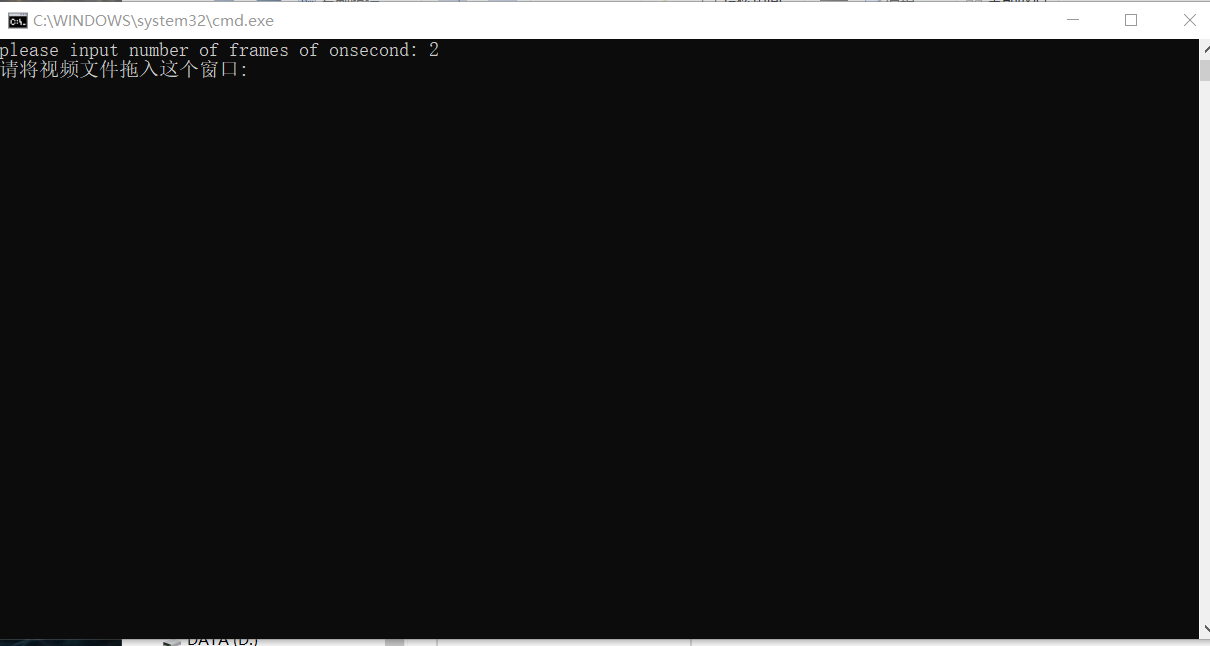 C:\WINDOWS\system32\cmd.exe
please input number of frames of onsecond: 2
请将视频文件拖入这个窗口:
DATA (D:)